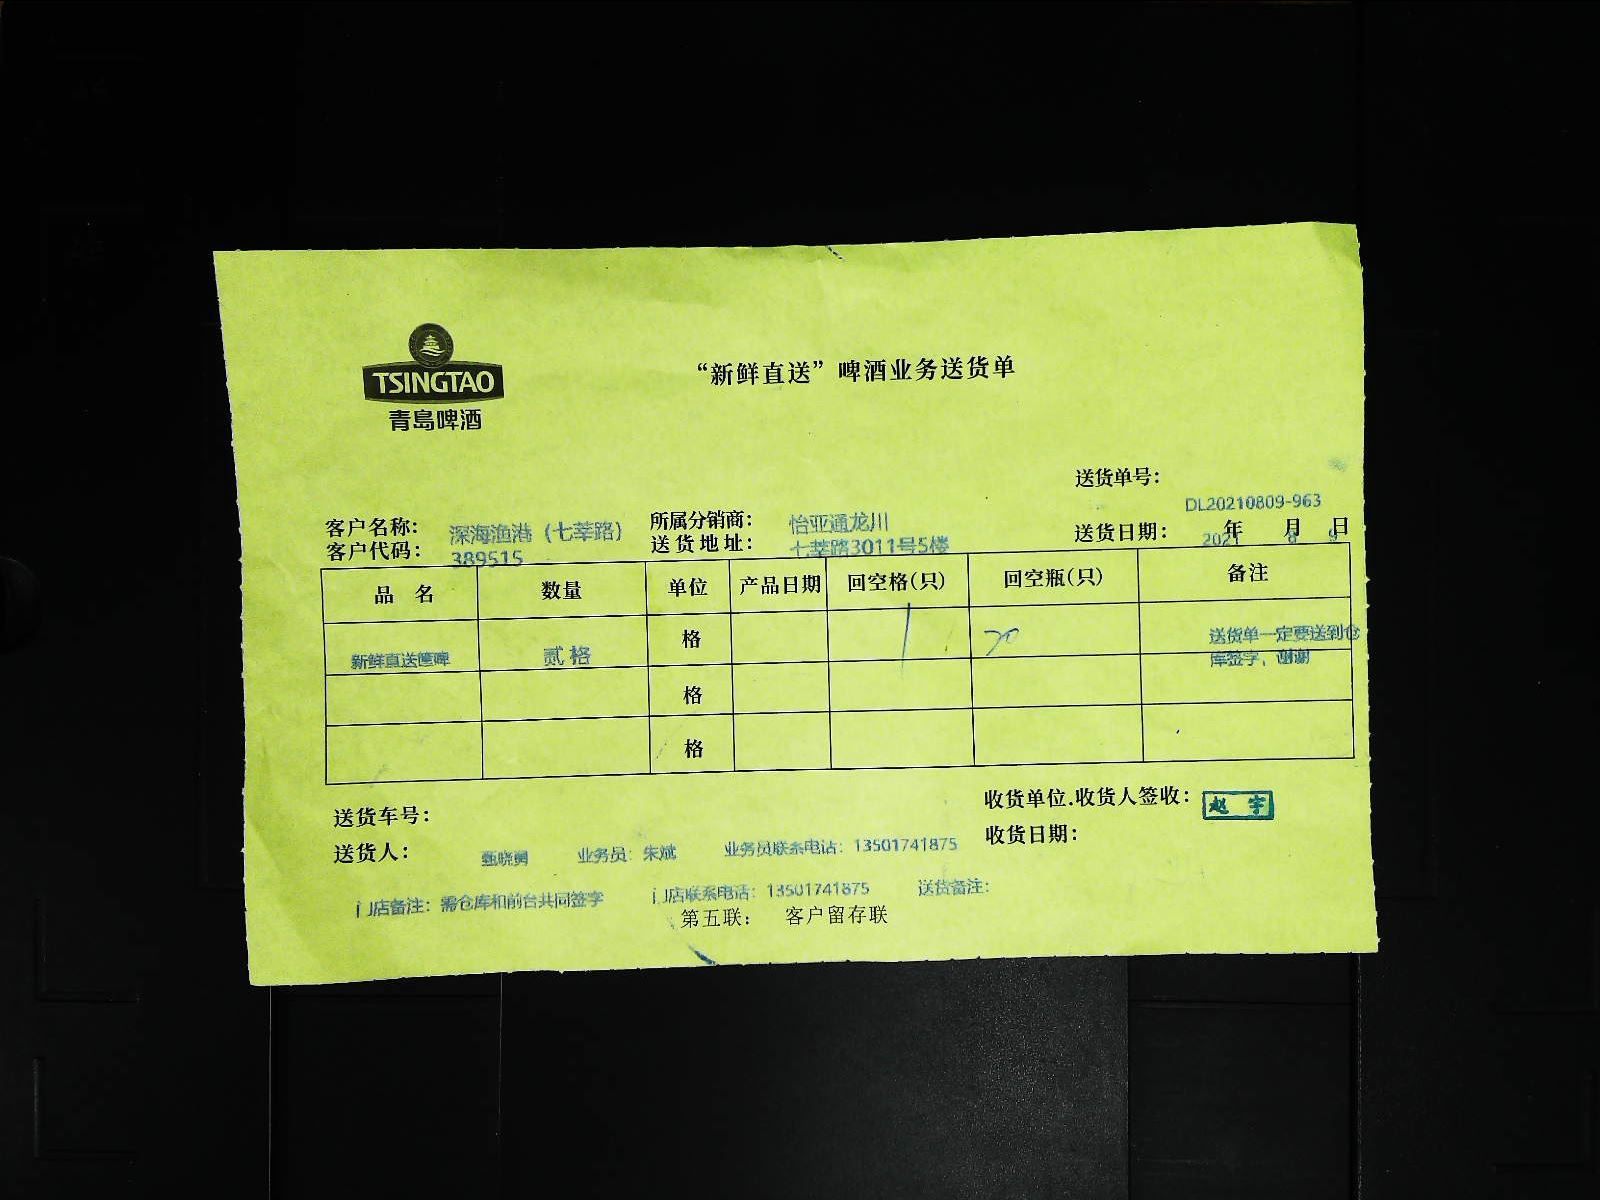 TSINGTAO
青岛啤酒
“新鲜直送”啤酒业务送货单
送货单号：
DL20210809-963
客户名称： 深海渔港（七莘路） 所属分销商： 怡亚通龙川 送货日期： 2021年 8月 9日
客户代码： 389515 送货地址： 七莘路3011号5楼
品 名 数量 单位 产品日期 回空格（只） 回空瓶（只） 备注
新鲜直送筐啤 贰格 格 1 20 送货单一定要送到仓
库签字，谢谢
格
格
送货车号： 收货单位.收货人签收： 赵宇
送货人： 甄晓勇 业务员：朱斌 业务员联系电话：13501741875 收货日期：
门店备注：需仓库和前台共同签字 门店联系电话：13501741875 送货备注：
第五联： 客户留存联